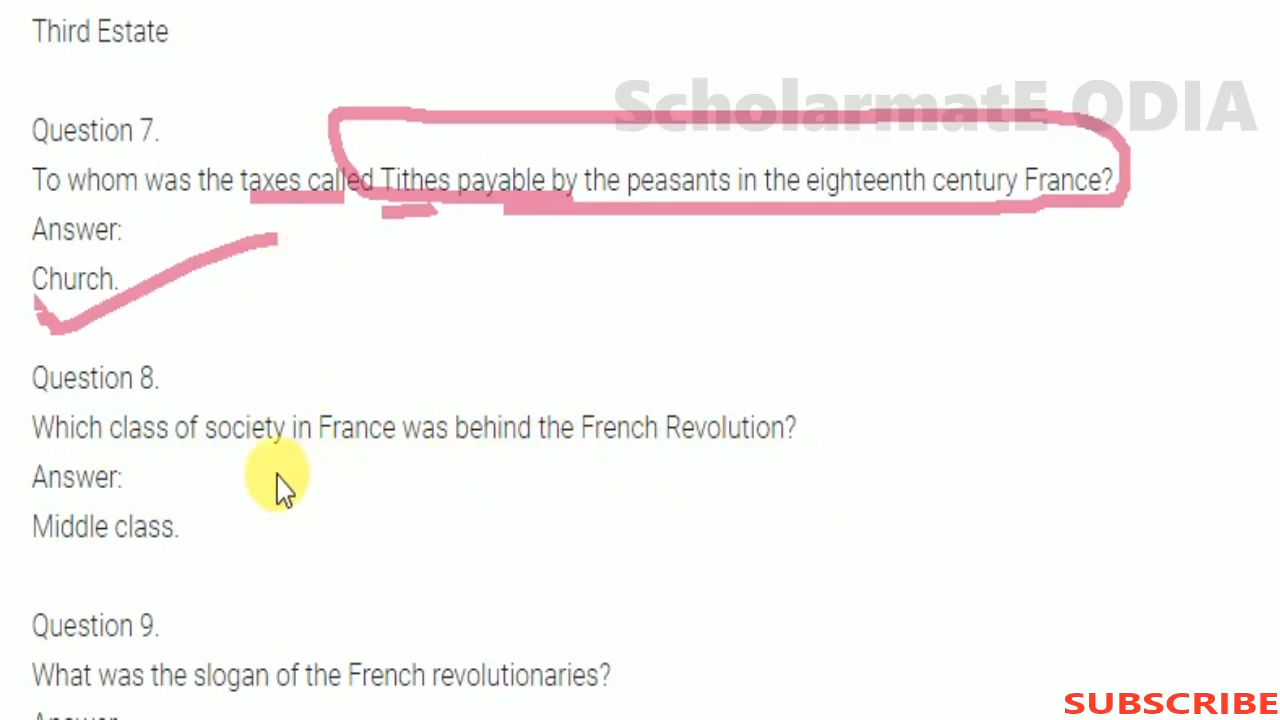 Third Estate
ScholarmatE ODIA
Question 7.
To whom was the taxes called Tithes payable by the peasants in the eighteenth century France?
Answer:
Church.
Question 8.
Which class of society in France was behind the French Revolution?
Answer:
Middle class.
Question 9.
What was the slogan of the French revolutionaries?
Answer
SUBSCRIBE